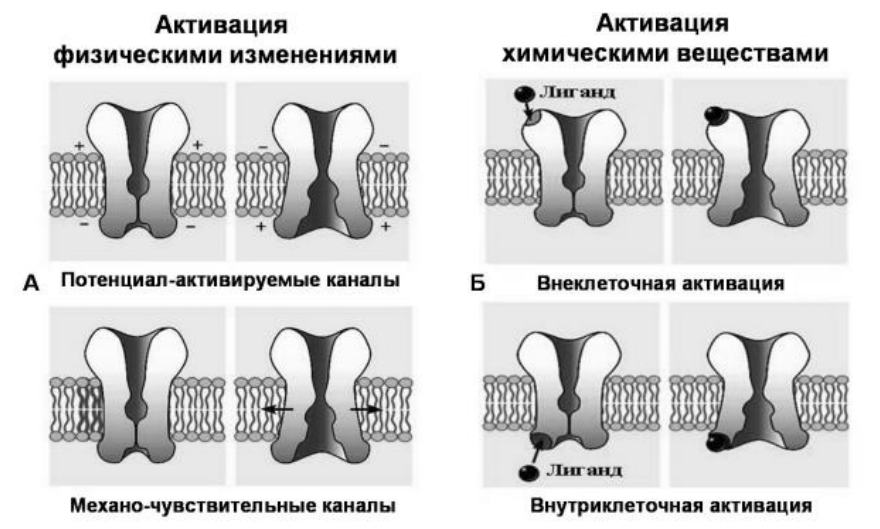 Активация
физическими изменениями
Активация
химическими веществами
+ +
- -
- -
+ +
Лиганд
А
Потенциал-активируемые каналы
Б
Внеклеточная активация
Лиганд
Механо-чувствительные каналы
Внутриклеточная активация